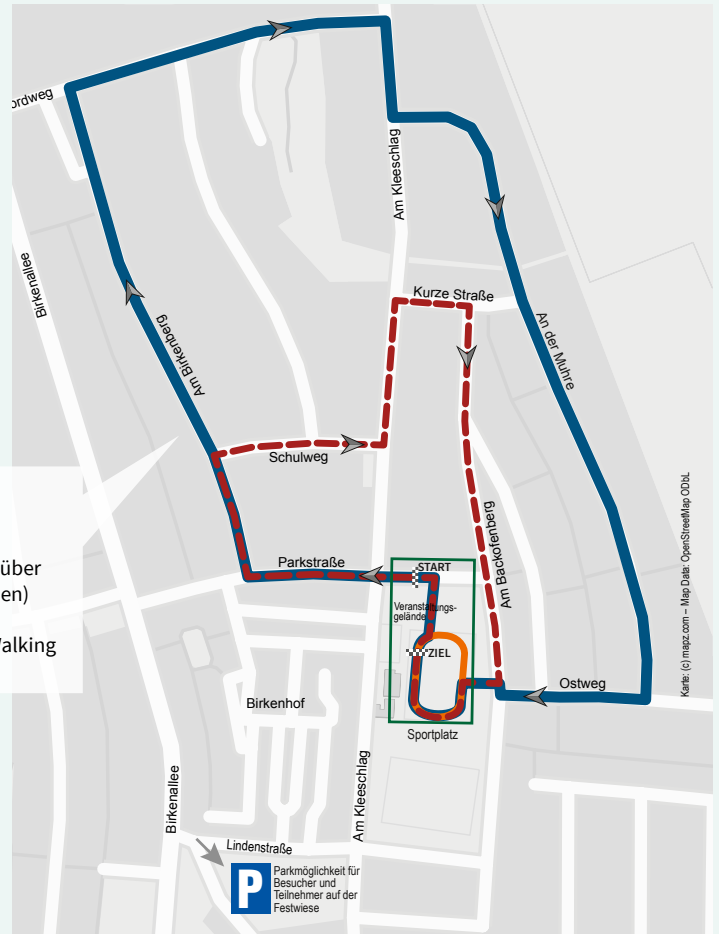 ordweg
Birkenallee
Am Kleeschlag
Kurze Straße
An der Muhre
Am Birkenberg
Schulweg
über
en)
Walking
Parkstraße
START
Veranstaltungs-
gelände
ZIEL
Am Backofenberg
Ostweg
Sportplatz
Birkenhof
Birkenallee
Am Kleeschlag
Lindenstraße
P
Parkmöglichkeit für
Besucher und
Teilnehmer auf der
Festwiese
Karte: (c) mapz.com – Map Data: OpenStreetMap ODbL